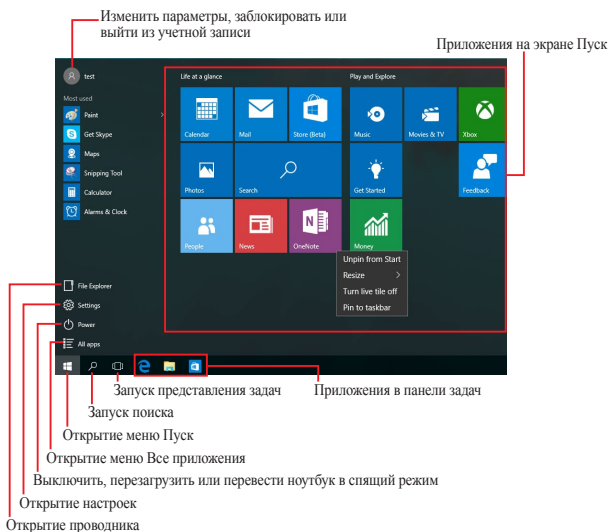 Изменить параметры, заблокировать или
выйти из учетной записи
Приложения на экране Пуск
test
Life at a glance
Play and Explore
Most used
Paint
Get Skype
Maps
Snipping Tool
Calculator
Alarms & Clock
Calendar
Mail
Store (Beta)
Music
Movies & TV
Xbox
Photos
Search
Get Started
Feedback
People
News
OneNote
Money
Unpin from Start
Resize
Turn live tile off
Pin to taskbar
File Explorer
Settings
Power
All apps
Запуск представления задач
Приложения в панели задач
Запуск поиска
Открытие меню Пуск
Открытие меню Все приложения
Выключить, перезагрузить или перевести ноутбук в спящий режим
Открытие настроек
Открытие проводника